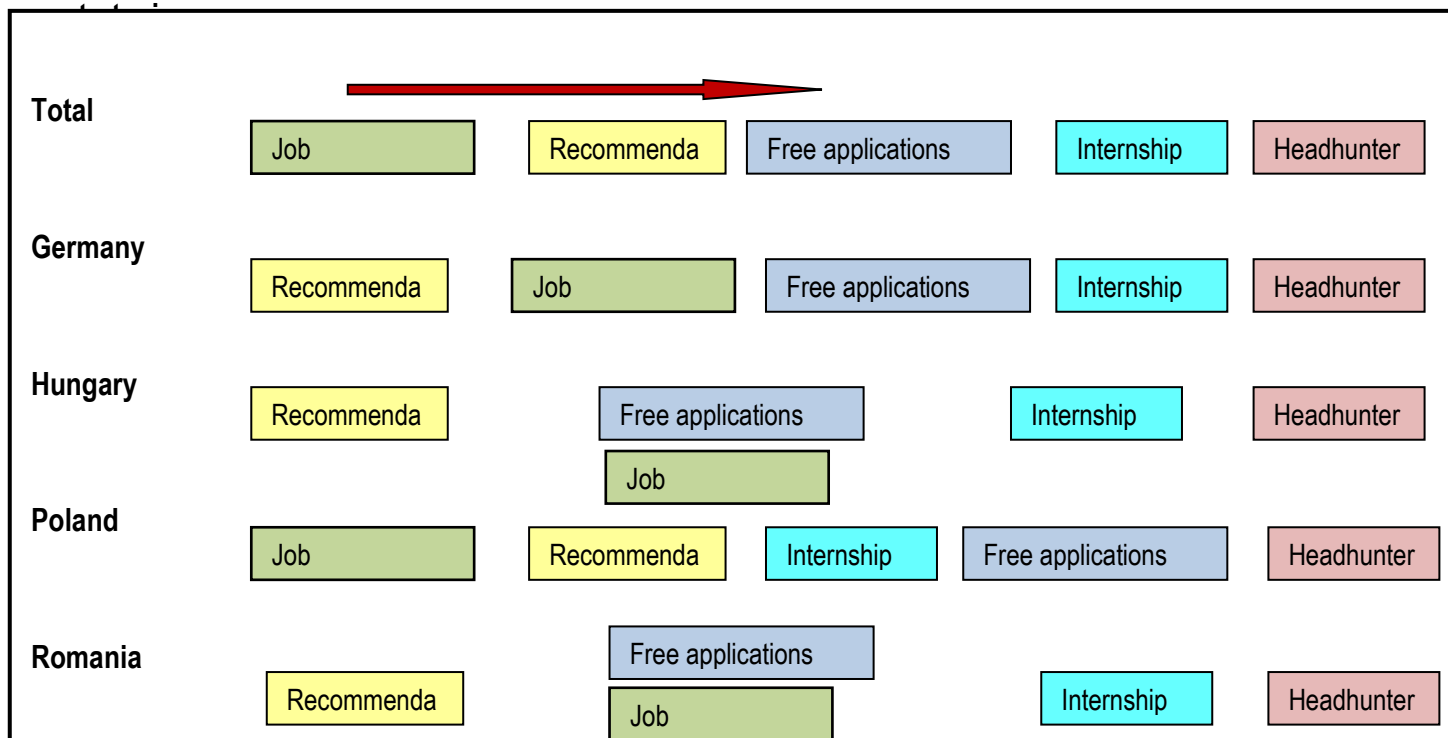 Total
Job Recommenda Free applications Internship Headhunter
Germany
Recommenda Job Free applications Internship Headhunter
Hungary
Recommenda Free applications Internship Headhunter
Job
Poland
Job Recommenda Internship Free applications Headhunter
Romania
Free applications
Recommenda Job Internship Headhunter